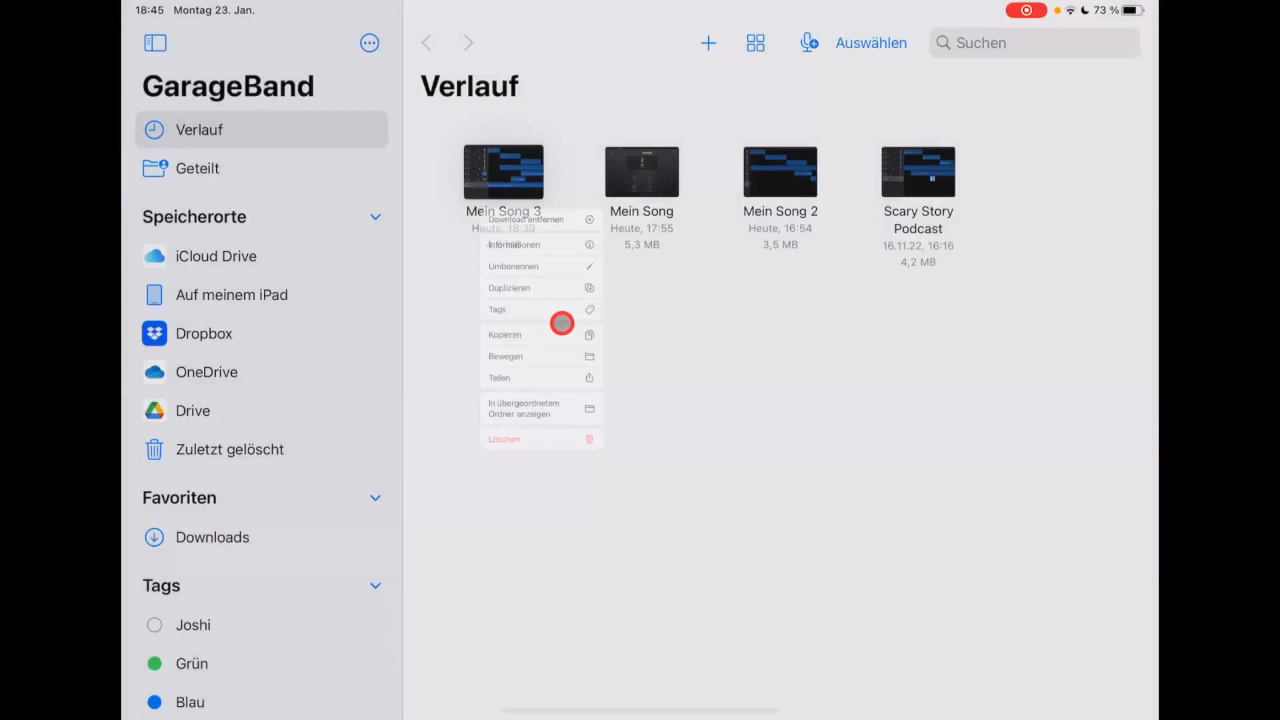 18:45 Montag 23. Jan.
73 %
Auswählen
Suchen
GarageBand
Verlauf
Verlauf
Geteilt
Speicherorte
iCloud Drive
Auf meinem iPad
Dropbox
OneDrive
Drive
Zuletzt gelöscht
Favoriten
Downloads
Tags
Joshi
Grün
Blau
Mein Song 3
Heute, 18:39
Mein Song
Heute, 17:55
5,3 MB
Mein Song 2
Heute, 16:54
3,5 MB
Scary Story
Podcast
16.11.22, 16:16
4,2 MB
Download entfernen
Informationen
Umbenennen
Duplizieren
Tags
Kopieren
Bewegen
Teilen
In übergeordnetem
Ordner anzeigen
Löschen